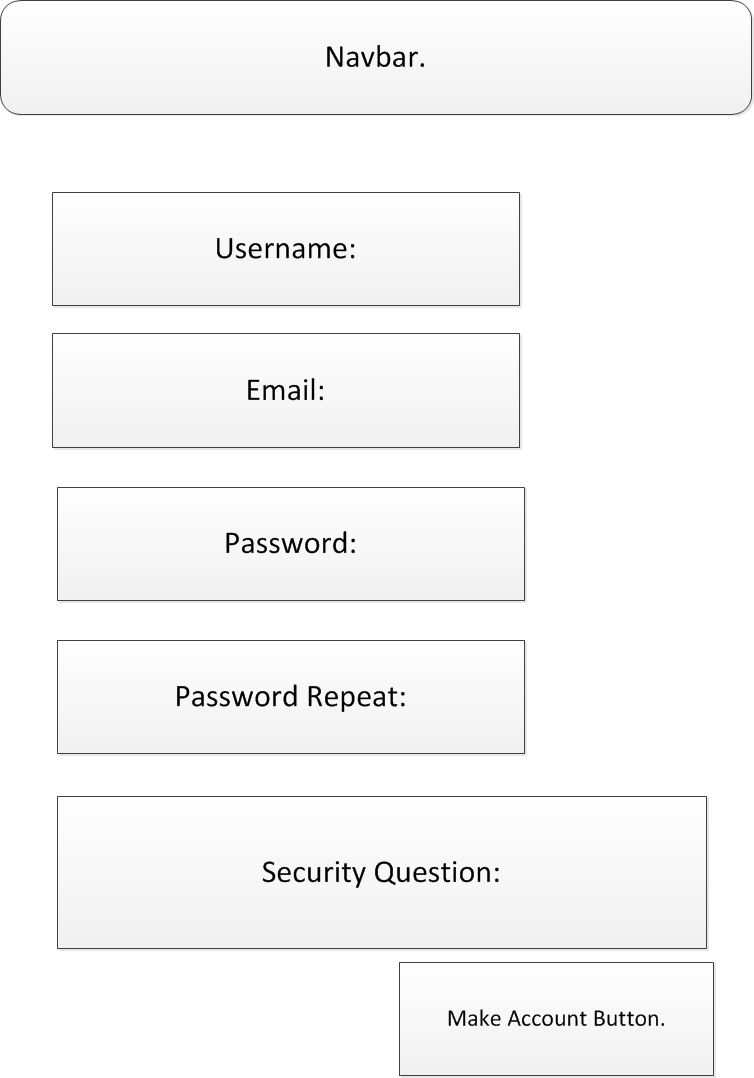 Navbar.
Username:
Email:
Password:
Password Repeat:
Security Question:
Make Account Button.